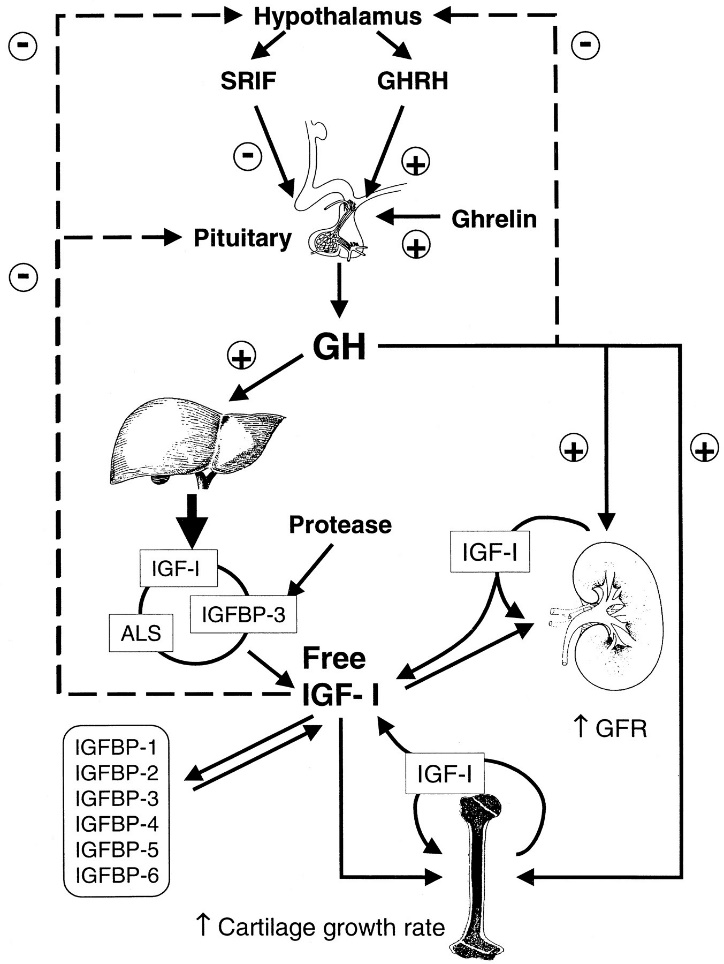 Hypothalamus
-
-
SRIF
GHRH
-
+
Ghrelin
Pituitary
+
-
GH
+
+
+
Protease
IGF-I
IGF-I
IGFBP-3
ALS
Free
IGF- I
↑ GFR
IGFBP-1
IGFBP-2
IGFBP-3
IGFBP-4
IGFBP-5
IGFBP-6
IGF-I
↑ Cartilage growth rate